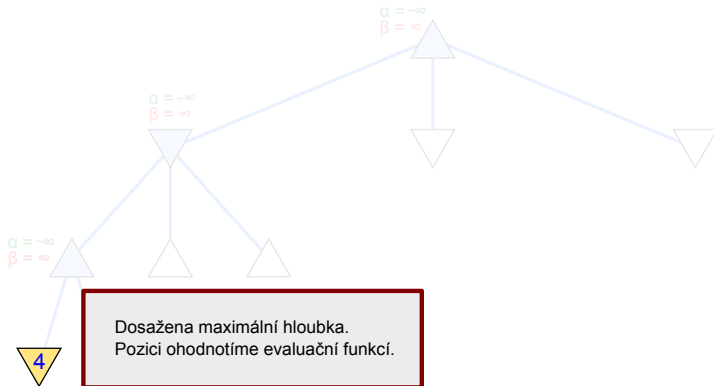 α = -∞
β = ∞
α = -∞
β = ∞
α = -∞
β = ∞
Dosažena maximální hloubka.
Pozici ohodnotíme evaluační funkcí.
4